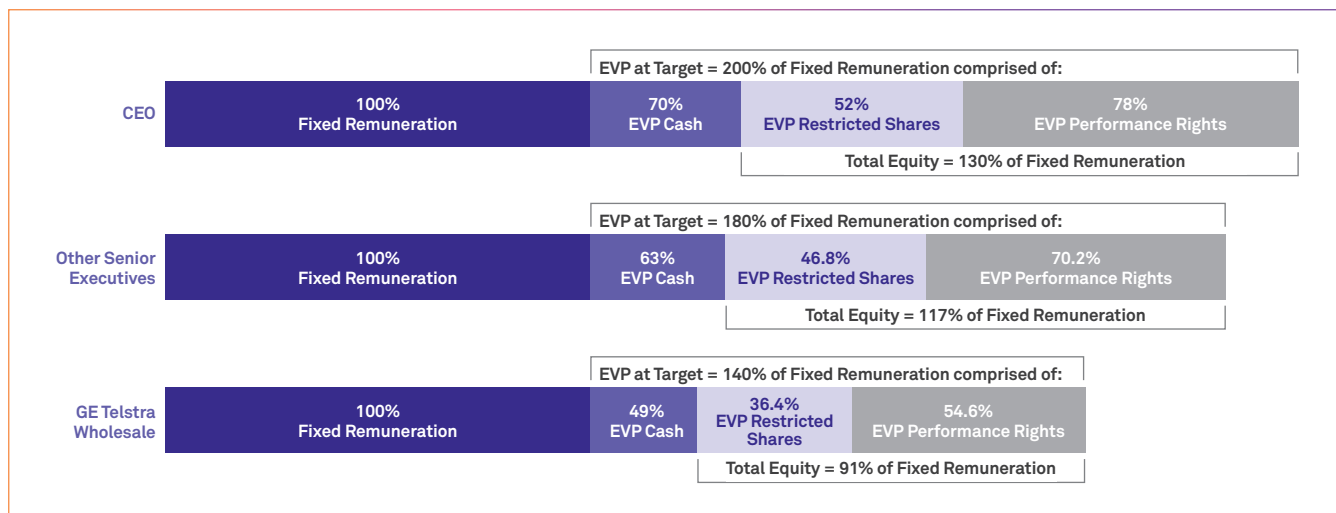 EVP at Target = 200% of Fixed Remuneration comprised of:
CEO
100%
Fixed Remuneration
70%
EVP Cash
52%
EVP Restricted Shares
78%
EVP Performance Rights
Total Equity = 130% of Fixed Remuneration
EVP at Target = 180% of Fixed Remuneration comprised of:
Other Senior
Executives
100%
Fixed Remuneration
63%
EVP Cash
46.8%
EVP Restricted Shares
70.2%
EVP Performance Rights
Total Equity = 117% of Fixed Remuneration
EVP at Target = 140% of Fixed Remuneration comprised of:
GE Telstra
Wholesale
100%
Fixed Remuneration
49%
EVP Cash
36.4%
EVP Restricted
Shares
54.6%
EVP Performance Rights
Total Equity = 91% of Fixed Remuneration